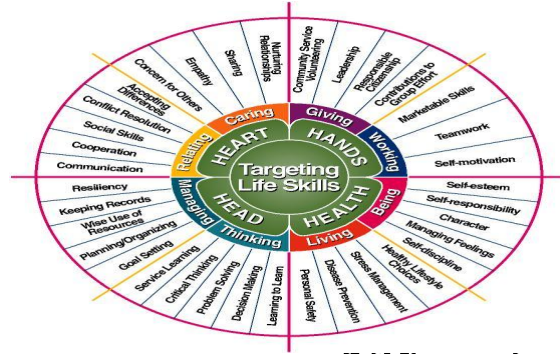 Targeting
Life Skills
HEART
HANDS
HEALTH
HEAD
Relating
Caring
Giving
Working
Being
Living
Thinking
Managing
Communication
Cooperation
Social Skills
Conflict Resolution
Accepting
Differences
Concern for Others
Empathy
Sharing
Nurturing
Relationships
Community Service
Volunteering
Leadership
Responsible
Citizenship
Contributions to
Group Effort
Marketable Skills
Teamwork
Self-motivation
Self-esteem
Self-responsibility
Character
Managing Feelings
Self-discipline
Healthy Lifestyle
Choices
Stress Management
Disease Prevention
Personal Safety
Learning to Learn
Decision Making
Problem Solving
Critical Thinking
Service Learning
Goal Setting
Planning/Organizing
Wise Use of
Resources
Keeping Records
Resiliency